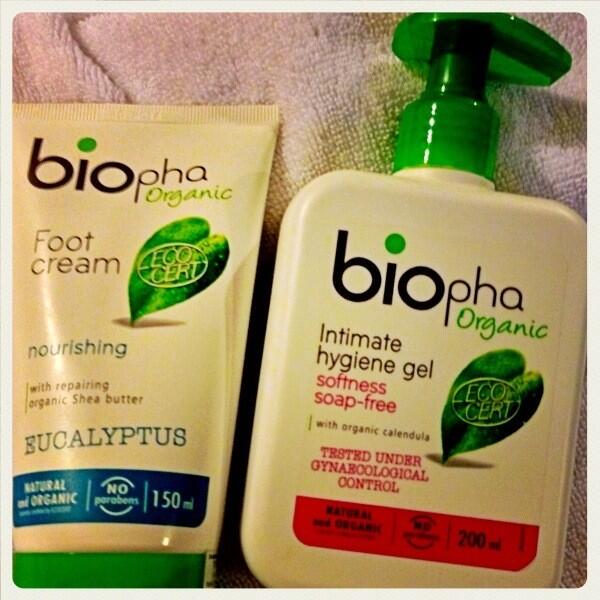 biopha
Organic
Foot
cream
ECO
CERT
nourishing
with repairing
organic Shea butter
EUCALYPTUS
NATURAL
and ORGANIC
NO
parabens
150 ml
biopha
Organic
Intimate
hygiene gel
softness
soap-free
ECO
CERT
with organic calendula
TESTED UNDER
GYNAECOLOGICAL
CONTROL
NATURAL
and ORGANIC
NO
parabens
200 ml